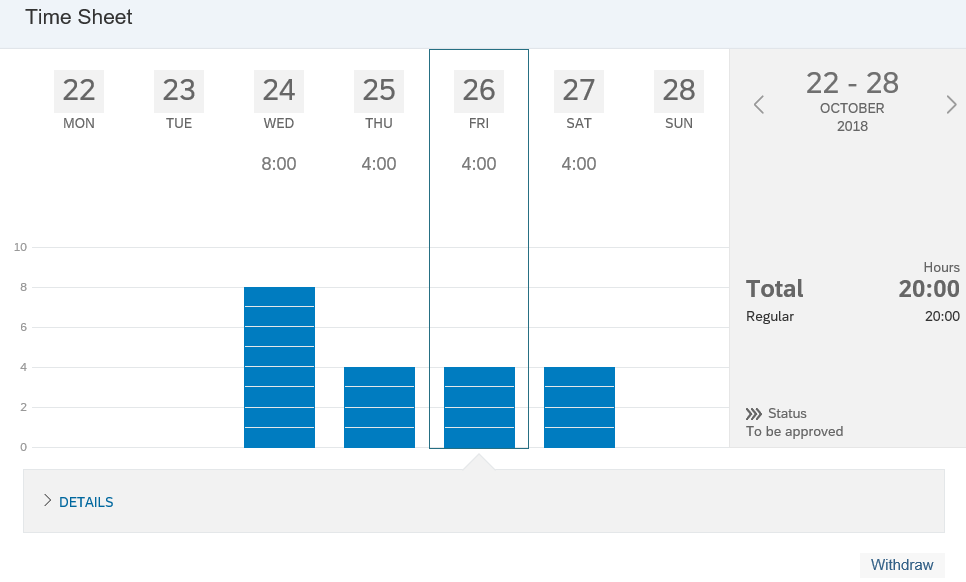 Time Sheet
22 23 24 25 26 27 28
MON TUE WED THU FRI SAT SUN
8:00 4:00 4:00 4:00
10
8
6
4
2
0
22 - 28
OCTOBER
2018
Hours
Total 20:00
Regular 20:00
Status
To be approved
DETAILS
Withdraw